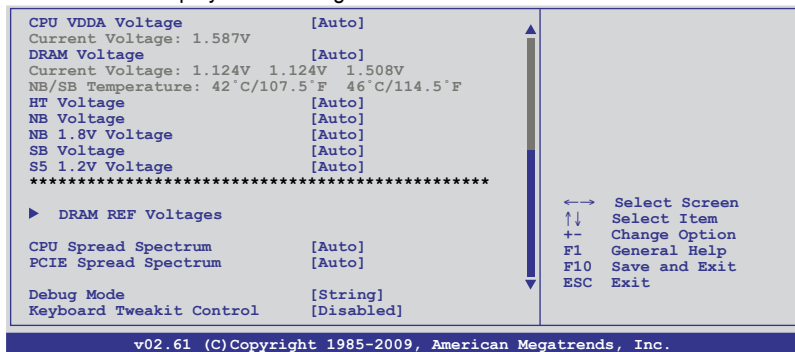 CPU VDDA Voltage [Auto]
Current Voltage: 1.587V
DRAM Voltage [Auto]
Current Voltage: 1.124V 1.124V 1.508V
NB/SB Temperature: 42°C/107.5°F 46°C/114.5°F
HT Voltage [Auto]
NB Voltage [Auto]
NB 1.8V Voltage [Auto]
SB Voltage [Auto]
S5 1.2V Voltage [Auto]
************************************************
▶ DRAM REF Voltages
CPU Spread Spectrum [Auto]
PCIE Spread Spectrum [Auto]
Debug Mode [String]
Keyboard Tweakit Control [Disabled]
←→ Select Screen
↑↓ Select Item
+- Change Option
F1 General Help
F10 Save and Exit
ESC Exit
v02.61 (C)Copyright 1985-2009, American Megatrends, Inc.